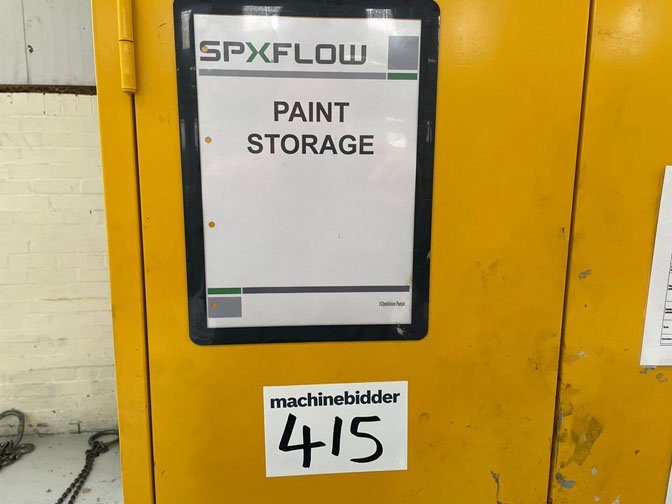 SPXFLOW
PAINT
STORAGE
machinebidder
415